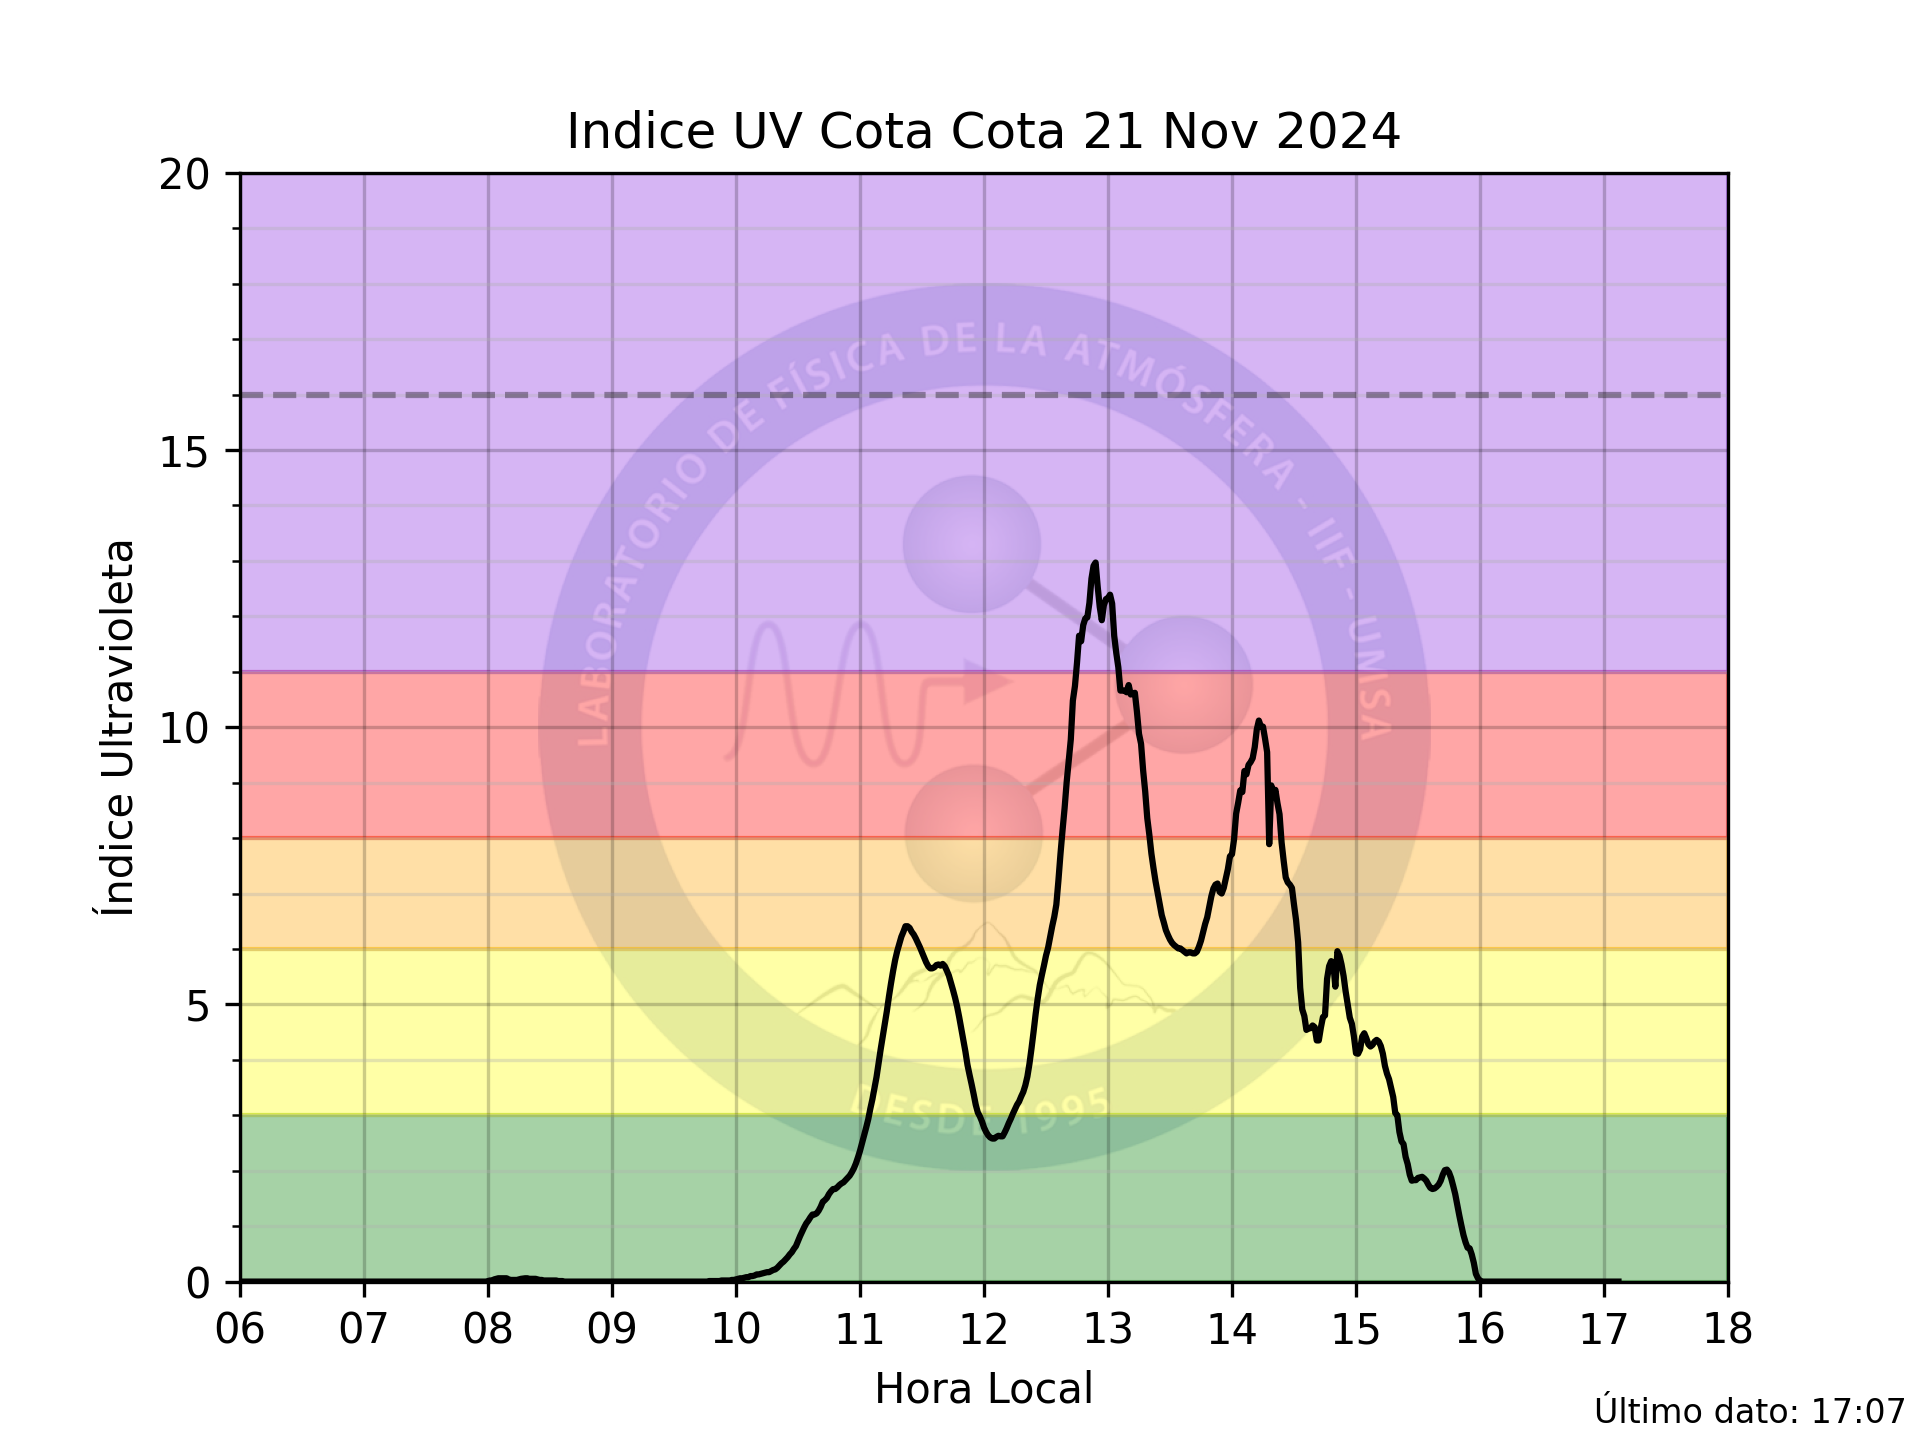 Indice UV Cota Cota 21 Nov 2024
20
15
10
5
0
Índice Ultravioleta
LABORATORIO DE FÍSICA DE LA ATMÓSFERA - IIF - UMSA
DESDE 1995
06 07 08 09 10 11 12 13 14 15 16 17 18
Hora Local
Último dato: 17:07